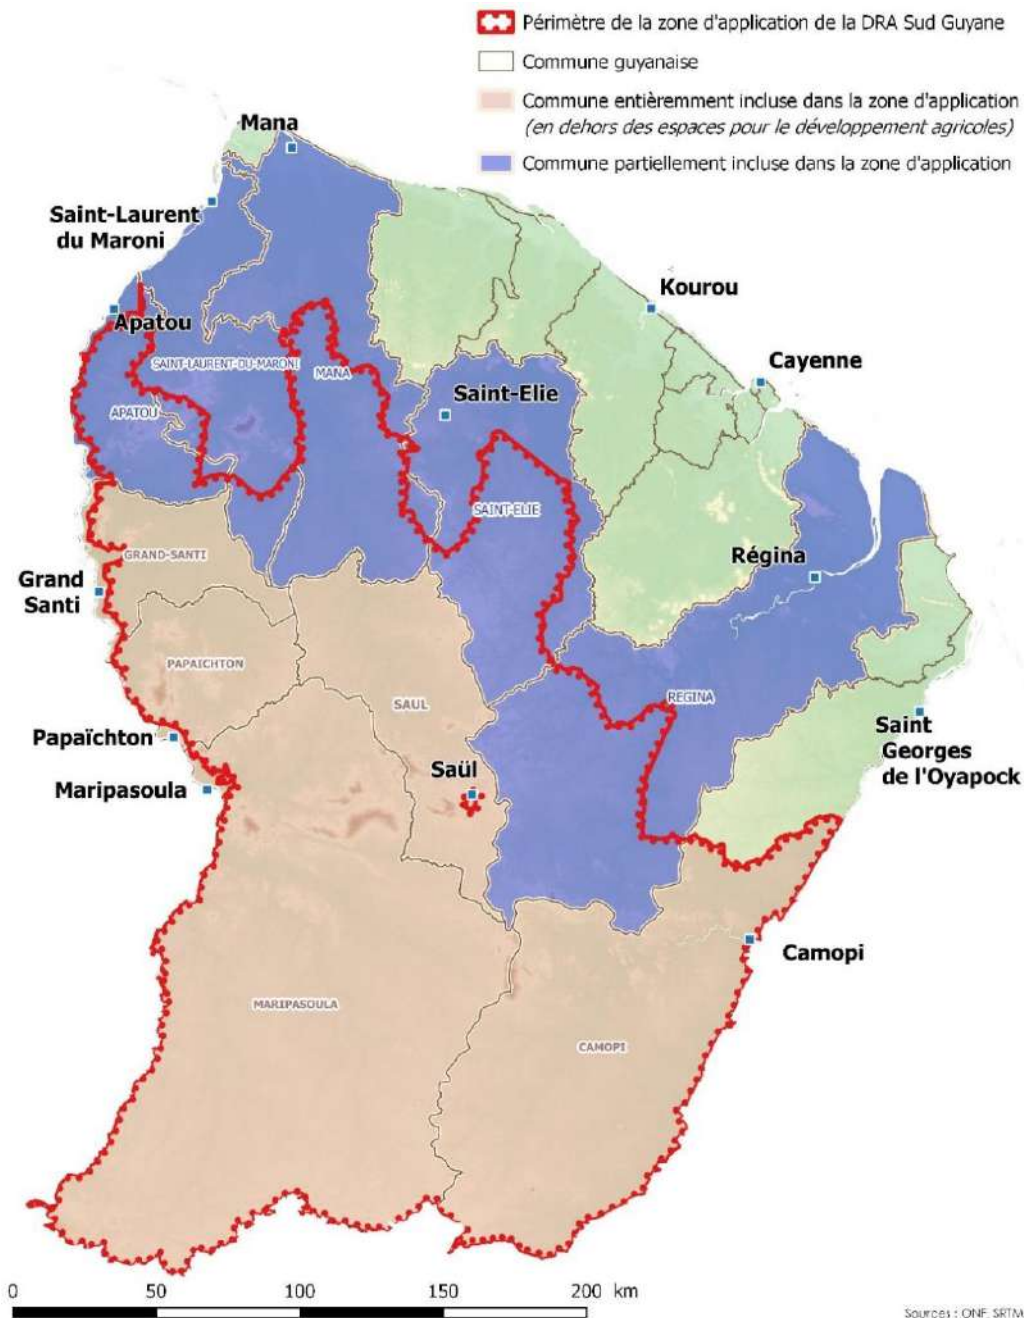 Périmètre de la zone d'application de la DRA Sud Guyane
Commune guyanaise
Commune entièremment incluse dans la zone d'application
(en dehors des espaces pour le développement agricoles)
Commune partiellement incluse dans la zone d'application
Mana
Saint-Laurent
du Maroni
Kourou
Apatou
Cayenne
SAINT-LAURENT-DU-MARONI
MANA
Saint-Elie
APATOU
SAINT-ELIE
GRAND-SANTI
Régina
Grand
Santi
PAPAICHTON
REGINA
SAUL
Saint
Georges
de l'Oyapock
Papaïchton
Saül
Maripasoula
Camopi
MARIPASOULA
CAMOPI
0 50 100 150 200 km
Sources : ONF, SRTM